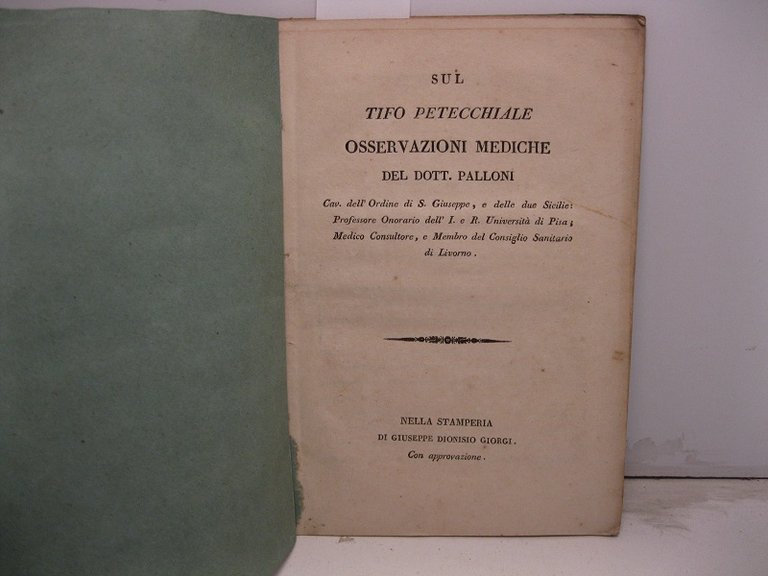 SUL
TIFO PETECCHIALE
OSSERVAZIONI MEDICHE
DEL DOTT. PALLONI
Cav. dell' Ordine di S. Giuseppe, e delle due Sicilie:
Professore Onorario dell' I. e R. Università di Pisa;
Medico Consultore, e Membro del Consiglio Sanitario
di Livorno.
NELLA STAMPERIA
DI GIUSEPPE DIONISIO GIORGI.
Con approvazione.